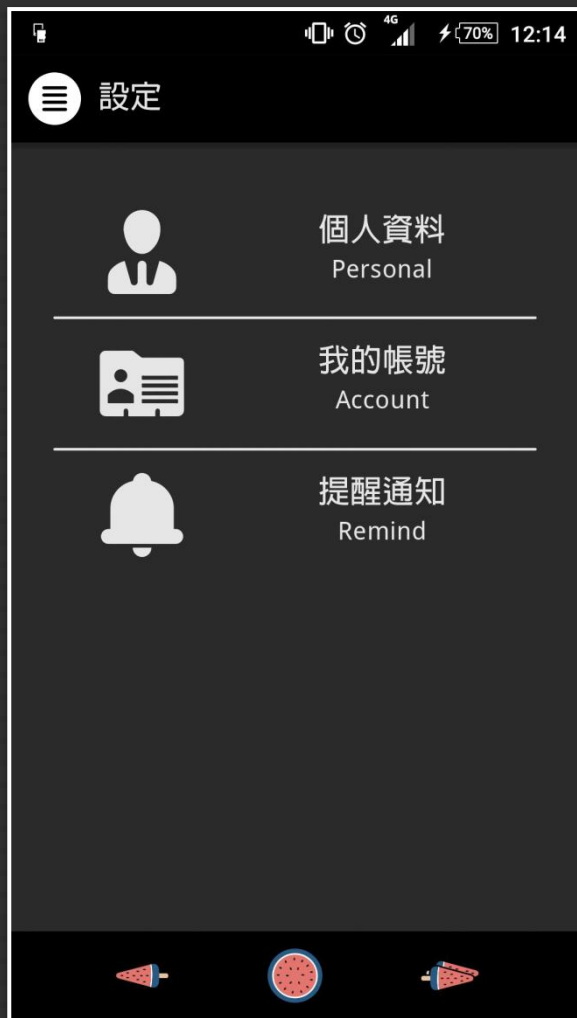 4G
70% 12:14
設定
個人資料
Personal
我的帳號
Account
提醒通知
Remind